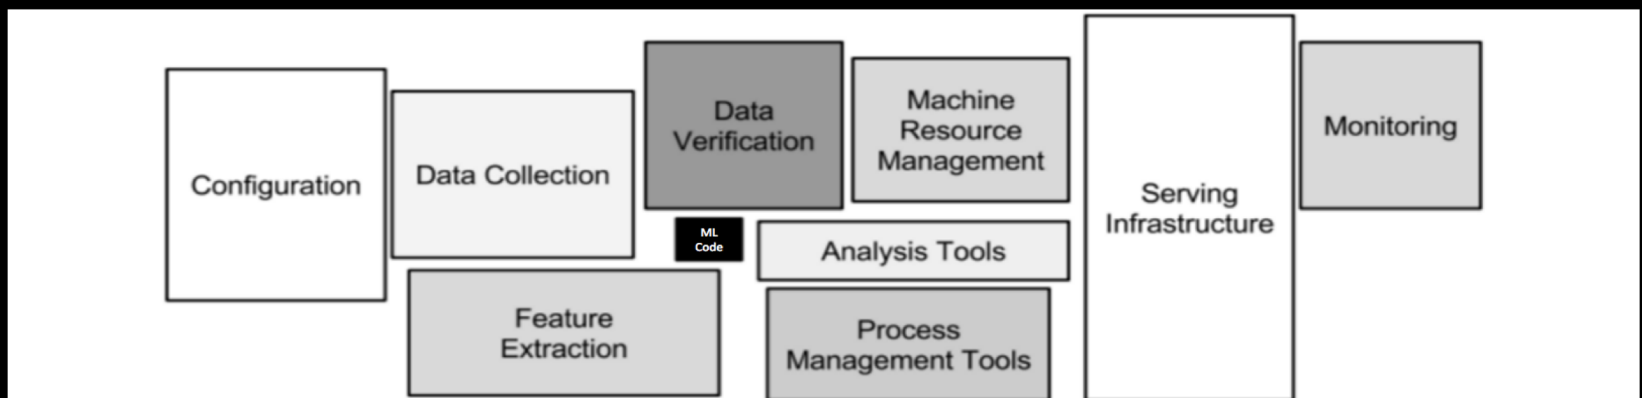 Configuration
Data Collection
Data
Verification
Machine
Resource
Management
Serving
Infrastructure
Monitoring
ML
Code
Analysis Tools
Feature
Extraction
Process
Management Tools